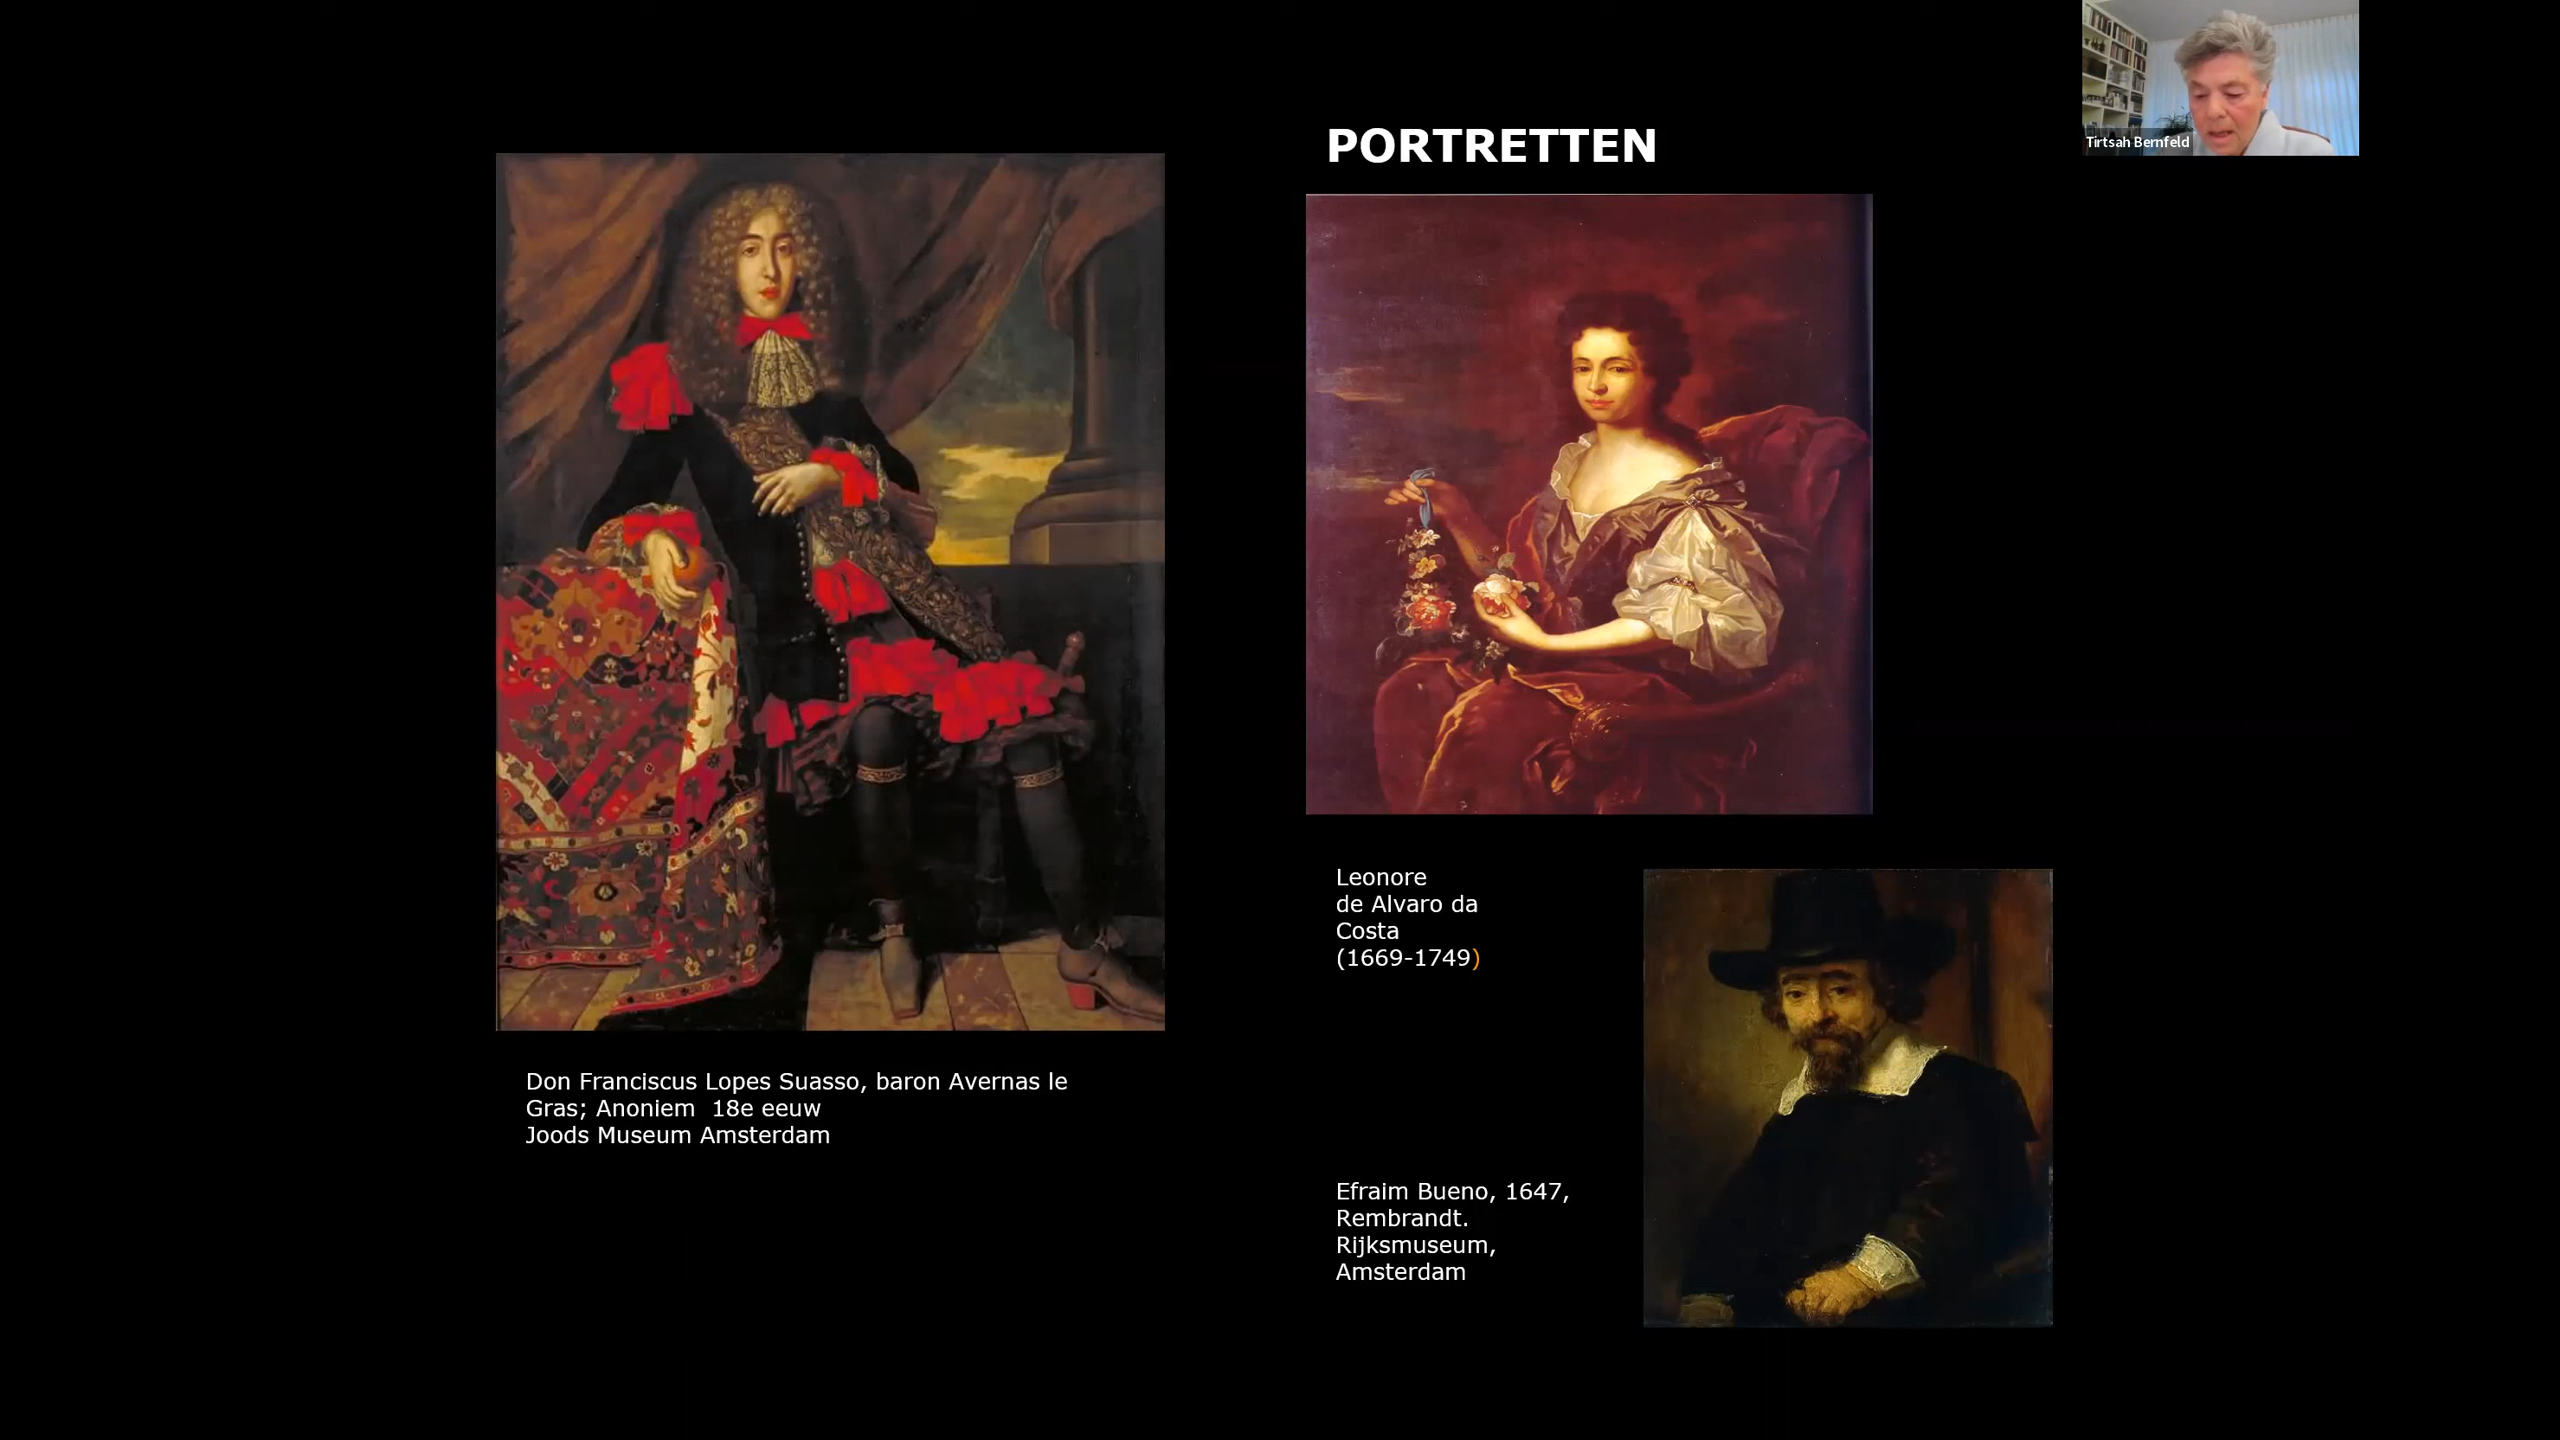 PORTRETTEN
Tirtsah Bernfeld
Don Franciscus Lopes Suasso, baron Avernas le
Gras; Anoniem  18e eeuw
Joods Museum Amsterdam
Leonore
de Alvaro da
Costa
(1669-1749)
Efraim Bueno, 1647,
Rembrandt.
Rijksmuseum,
Amsterdam